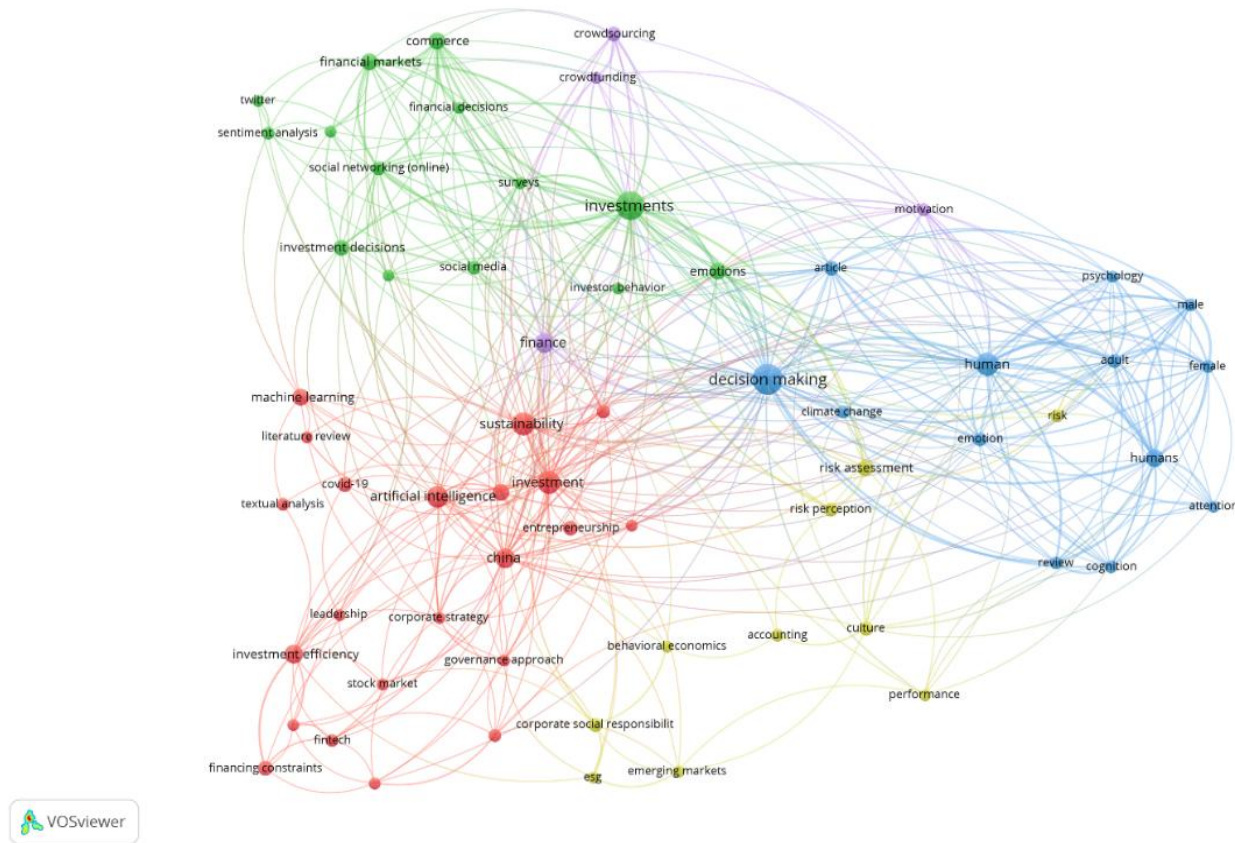 crowdsourcing
commerce
financial markets
crowdfunding
twitter
financial decisions
sentiment analysis
social networking (online)
surveys
investments
motivation
investment decisions
social media
emotions
article
psychology
investor behavior
male
finance
human
adult
female
decision making
machine learning
climate change
risk
sustainability
literature review
emotion
risk assessment
humans
covid-19
investment
artificial intelligence
textual analysis
attention
risk perception
entrepreneurship
china
review
cognition
leadership
corporate strategy
culture
accounting
behavioral economics
investment efficiency
governance approach
stock market
performance
corporate social responsibilit
fintech
financing constraints
emerging markets
esg
VOSviewer